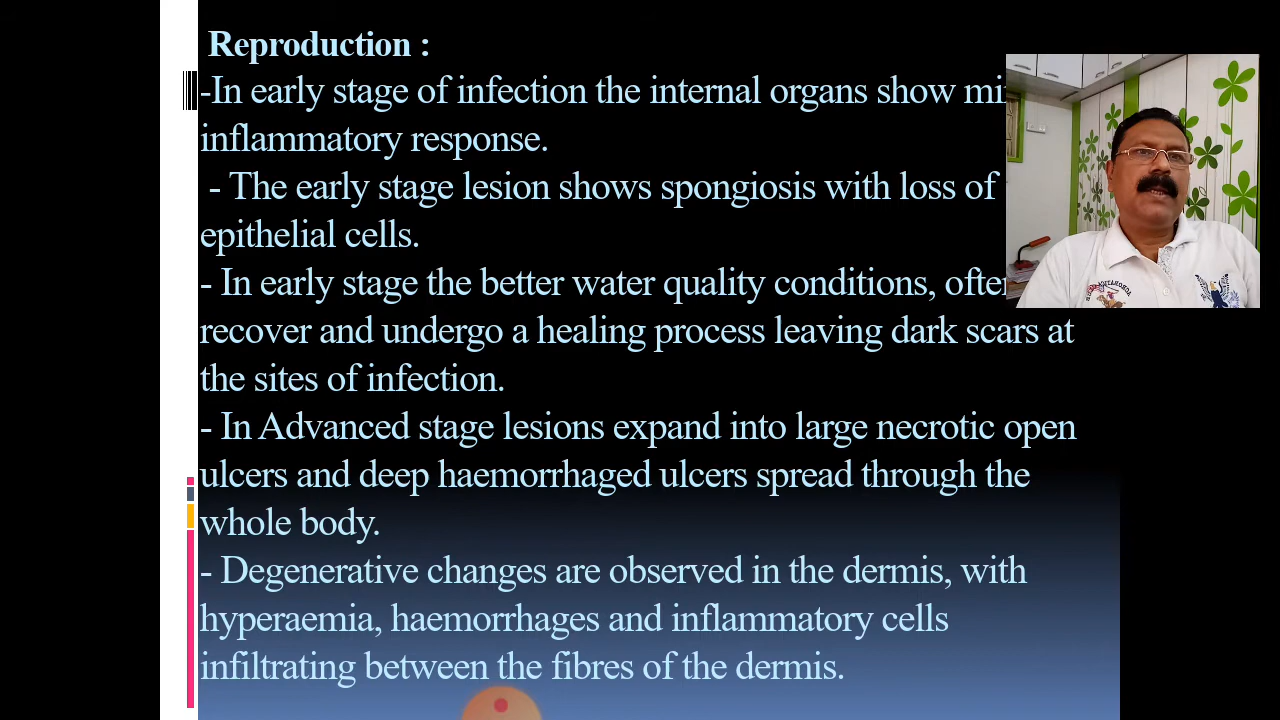 Reproduction :
-In early stage of infection the internal organs show
inflammatory response.
- The early stage lesion shows spongiosis with loss of
epithelial cells.
- In early stage the better water quality conditions, often
recover and undergo a healing process leaving dark scars at
the sites of infection.
- In Advanced stage lesions expand into large necrotic open
ulcers and deep haemorrhaged ulcers spread through the
whole body.
- Degenerative changes are observed in the dermis, with
hyperaemia, haemorrhages and inflammatory cells
infiltrating between the fibres of the dermis.